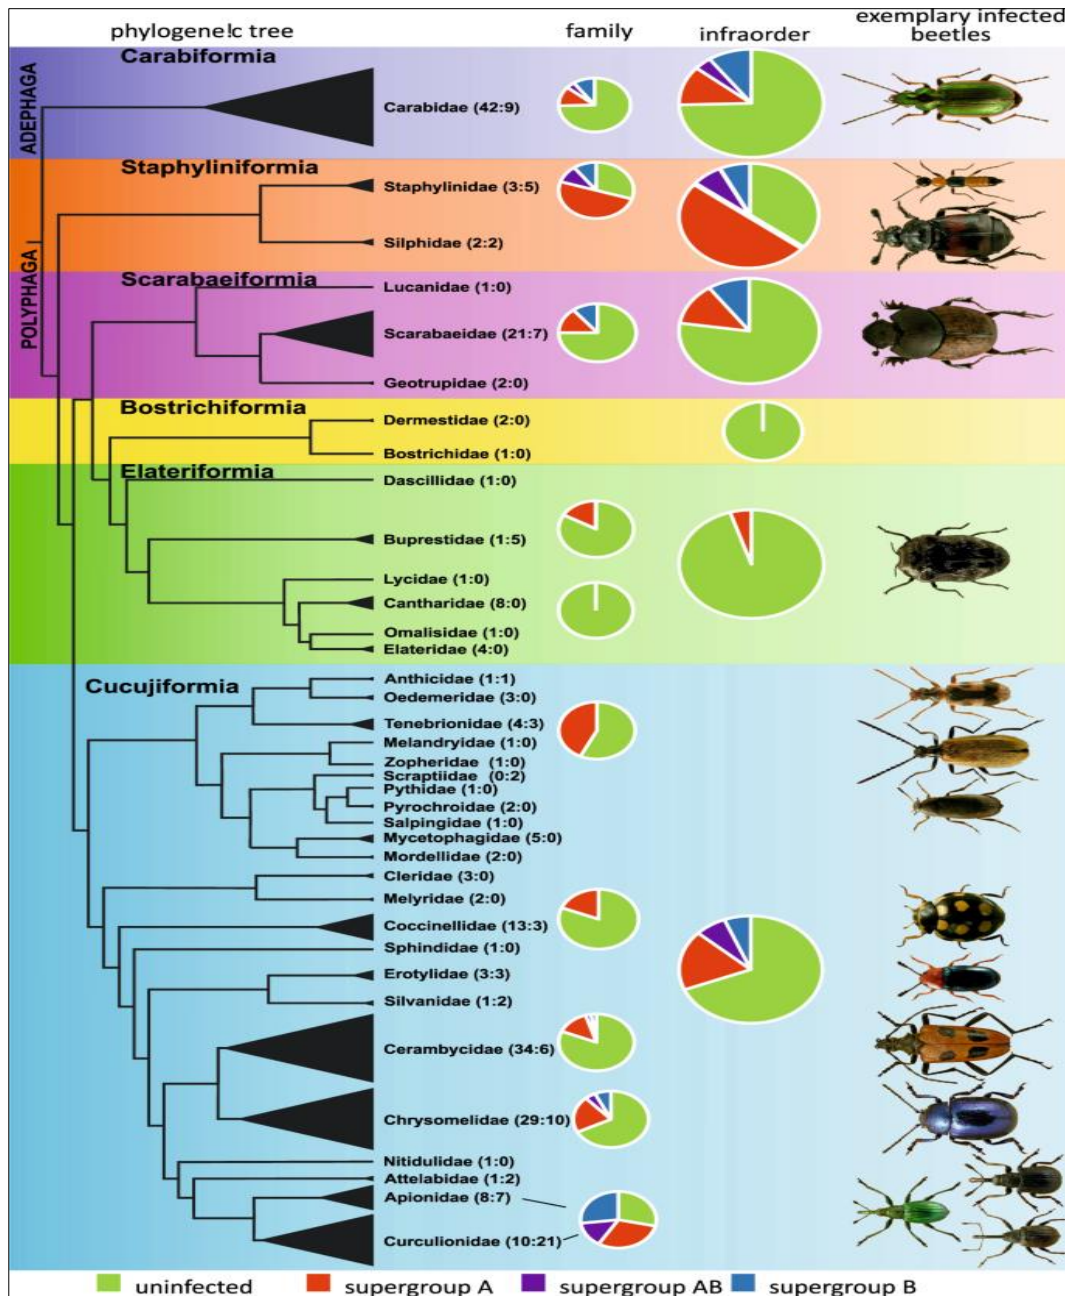 phylogenetic tree
family
infraorder
exemplary infected
beetles
ADEPHAGA
POLYPHAGA
Carabiformia
Carabidae (42:9)
Staphyliniformia
Staphylinidae (3:5)
Silphidae (2:2)
Scarabaeiformia
Lucanidae (1:0)
Scarabaeidae (21:7)
Geotrupidae (2:0)
Bostrichiformia
Dermestidae (2:0)
Bostrichidae (1:0)
Elateriformia
Dascillidae (1:0)
Buprestidae (1:5)
Lycidae (1:0)
Cantharidae (8:0)
Omalisidae (1:0)
Elateridae (4:0)
Cucujiformia
Anthicidae (1:1)
Oedemeridae (3:0)
Tenebrionidae (4:3)
Melandryidae (1:0)
Zopheridae (1:0)
Scraptiidae (0:2)
Pythidae (1:0)
Pyrochroidae (2:0)
Salpingidae (1:0)
Mycetophagidae (5:0)
Mordellidae (2:0)
Cleridae (3:0)
Melyridae (2:0)
Coccinellidae (13:3)
Sphindidae (1:0)
Erotylidae (3:3)
Silvanidae (1:2)
Cerambycidae (34:6)
Chrysomelidae (29:10)
Nitidulidae (1:0)
Attelabidae (1:2)
Apionidae (8:7)
Curculionidae (10:21)
uninfected supergroup A supergroup AB supergroup B